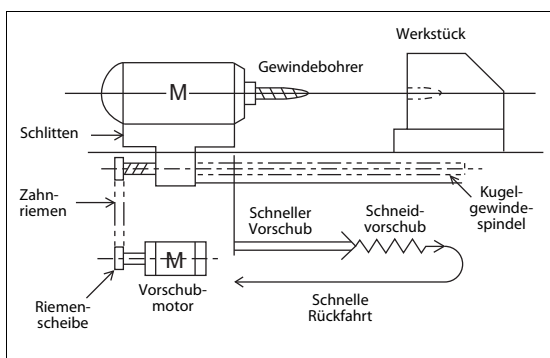 Werkstück
Gewindebohrer
M
Schlitten
Zahn-
riemen
Kugel-
gewinde-
spindel
Schneller
Vorschub
Schneid-
vorschub
M
Riemen-
scheibe
Vorschub-
motor
Schnelle
Rückfahrt